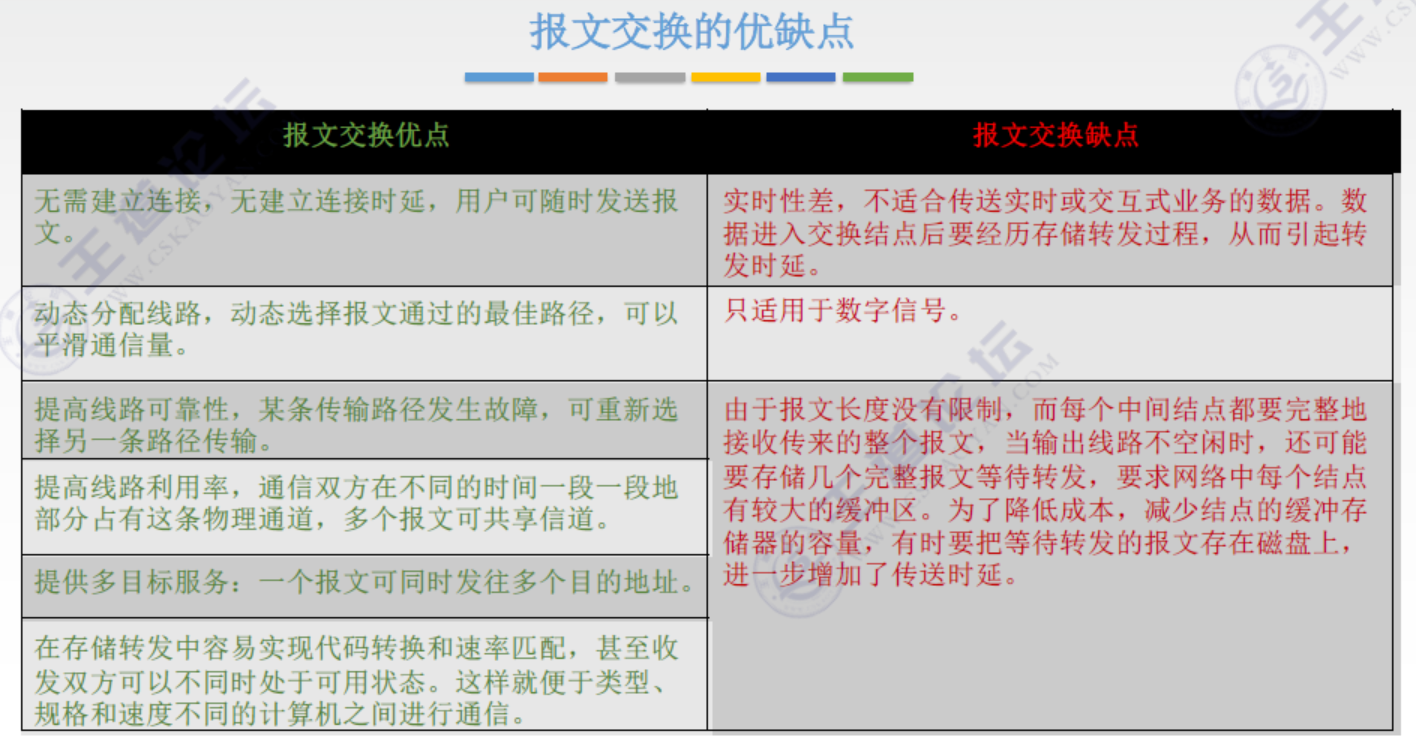 报文交换的优缺点
报文交换优点
报文交换缺点
无需建立连接，无建立连接时延，用户可随时发送报
文。
实时性差，不适合传送实时或交互式业务的数据。数
据进入交换结点后要经历存储转发过程，从而引起转
发时延。
动态分配线路，动态选择报文通过的最佳路径，可以
平滑通信量。
只适用于数字信号。
提高线路可靠性，某条传输路径发生故障，可重新选
择另一条路径传输。
提高线路利用率，通信双方在不同的时间一段一段地
部分占有这条物理通道，多个报文可共享信道。
提供多目标服务：一个报文可同时发往多个目的地址。
在存储转发中容易实现代码转换和速率匹配，甚至收
发双方可以不同时处于可用状态。这样就便于类型、
规格和速度不同的计算机之间进行通信。
由于报文长度没有限制，而每个中间结点都要完整地
接收传来的整个报文，当输出线路不空闲时，还可能
要存储几个完整报文等待转发，要求网络中每个结点
有较大的缓冲区。为了降低成本，减少结点的缓冲存
储器的容量，有时要把等待转发的报文存在磁盘上，
进一步增加了传送时延。
王道论坛
WWW.CSKAOYAN.COM
王道论坛
WWW.CSKAOYAN.COM